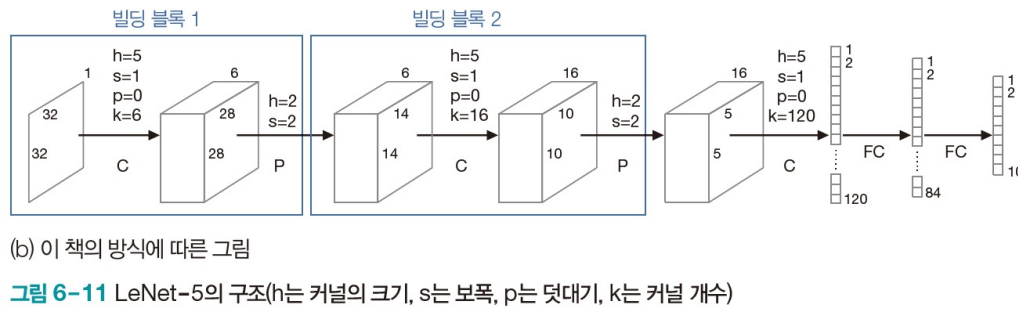 빌딩 블록 1
빌딩 블록 2
1
32
32
h=5
s=1
p=0
k=6
C
6
28
28
h=2
s=2
P
6
14
14
h=5
s=1
p=0
k=16
C
16
10
10
h=2
s=2
P
16
5
5
h=5
s=1
p=0
k=120
C
1
2
120
FC
1
2
84
FC
1
2
10
(b) 이 책의 방식에 따른 그림
그림 6-11 LeNet-5의 구조(h는 커널의 크기, s는 보폭, p는 덧대기, k는 커널 개수)